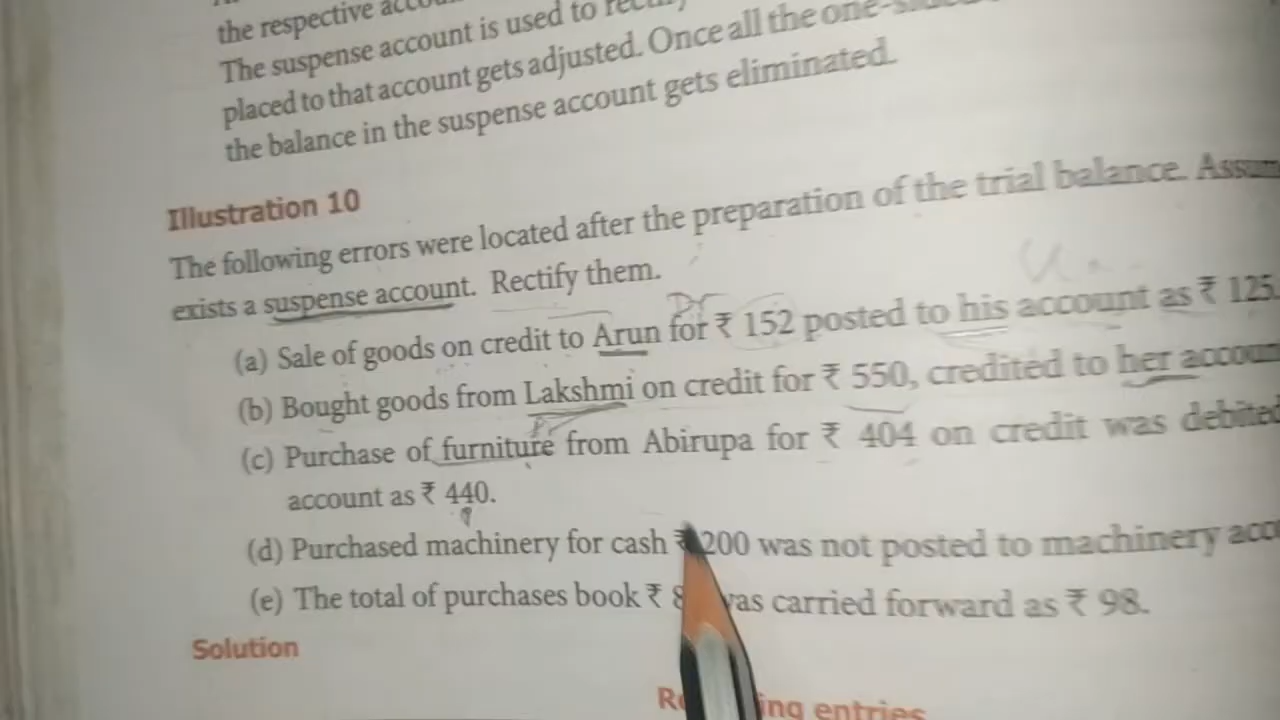 the respective
The suspense account is used to
placed to that account gets adjusted. Once all the
the balance in the suspense account gets eliminated.
Illustration 10
The following errors were located after the preparation of the trial balance.
exists a suspense account. Rectify them.
Dr
(a) Sale of goods on credit to Arun for ₹ 152 posted to his account as ₹ 125
(b) Bought goods from Lakshmi on credit for ₹ 550, credited to her
(c) Purchase of furniture from Abirupa for ₹ 404 on credit was debited
account as ₹ 440.
(d) Purchased machinery for cash ₹ 200 was not posted to machinery
(e) The total of purchases book ₹ was carried forward as ₹ 98.
Solution
entries